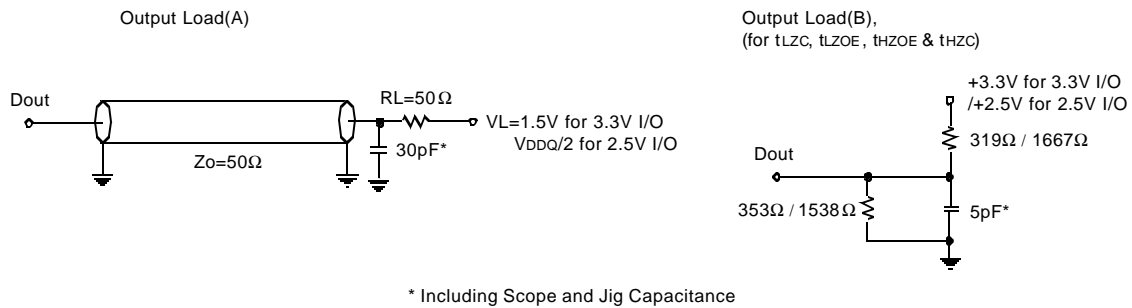 Output Load(A)
Dout
Zo=50Ω
RL=50Ω
30pF*
VL=1.5V for 3.3V I/O
VDDQ/2 for 2.5V I/O
Output Load(B),
(for tLZC, tLZOE, tHZOE & tHZC)
+3.3V for 3.3V I/O
/+2.5V for 2.5V I/O
319Ω / 1667Ω
Dout
353Ω / 1538Ω
5pF*
* Including Scope and Jig Capacitance